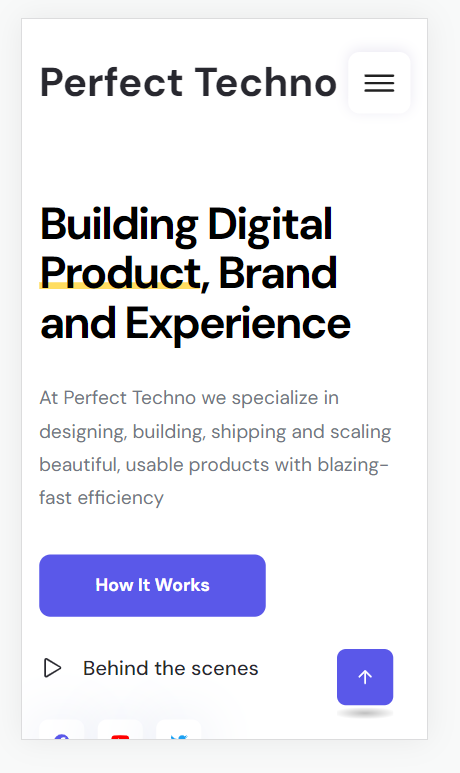 Perfect Techno
Building Digital
Product, Brand
and Experience
At Perfect Techno we specialize in
designing, building, shipping and scaling
beautiful, usable products with blazing-
fast efficiency
How It Works
Behind the scenes